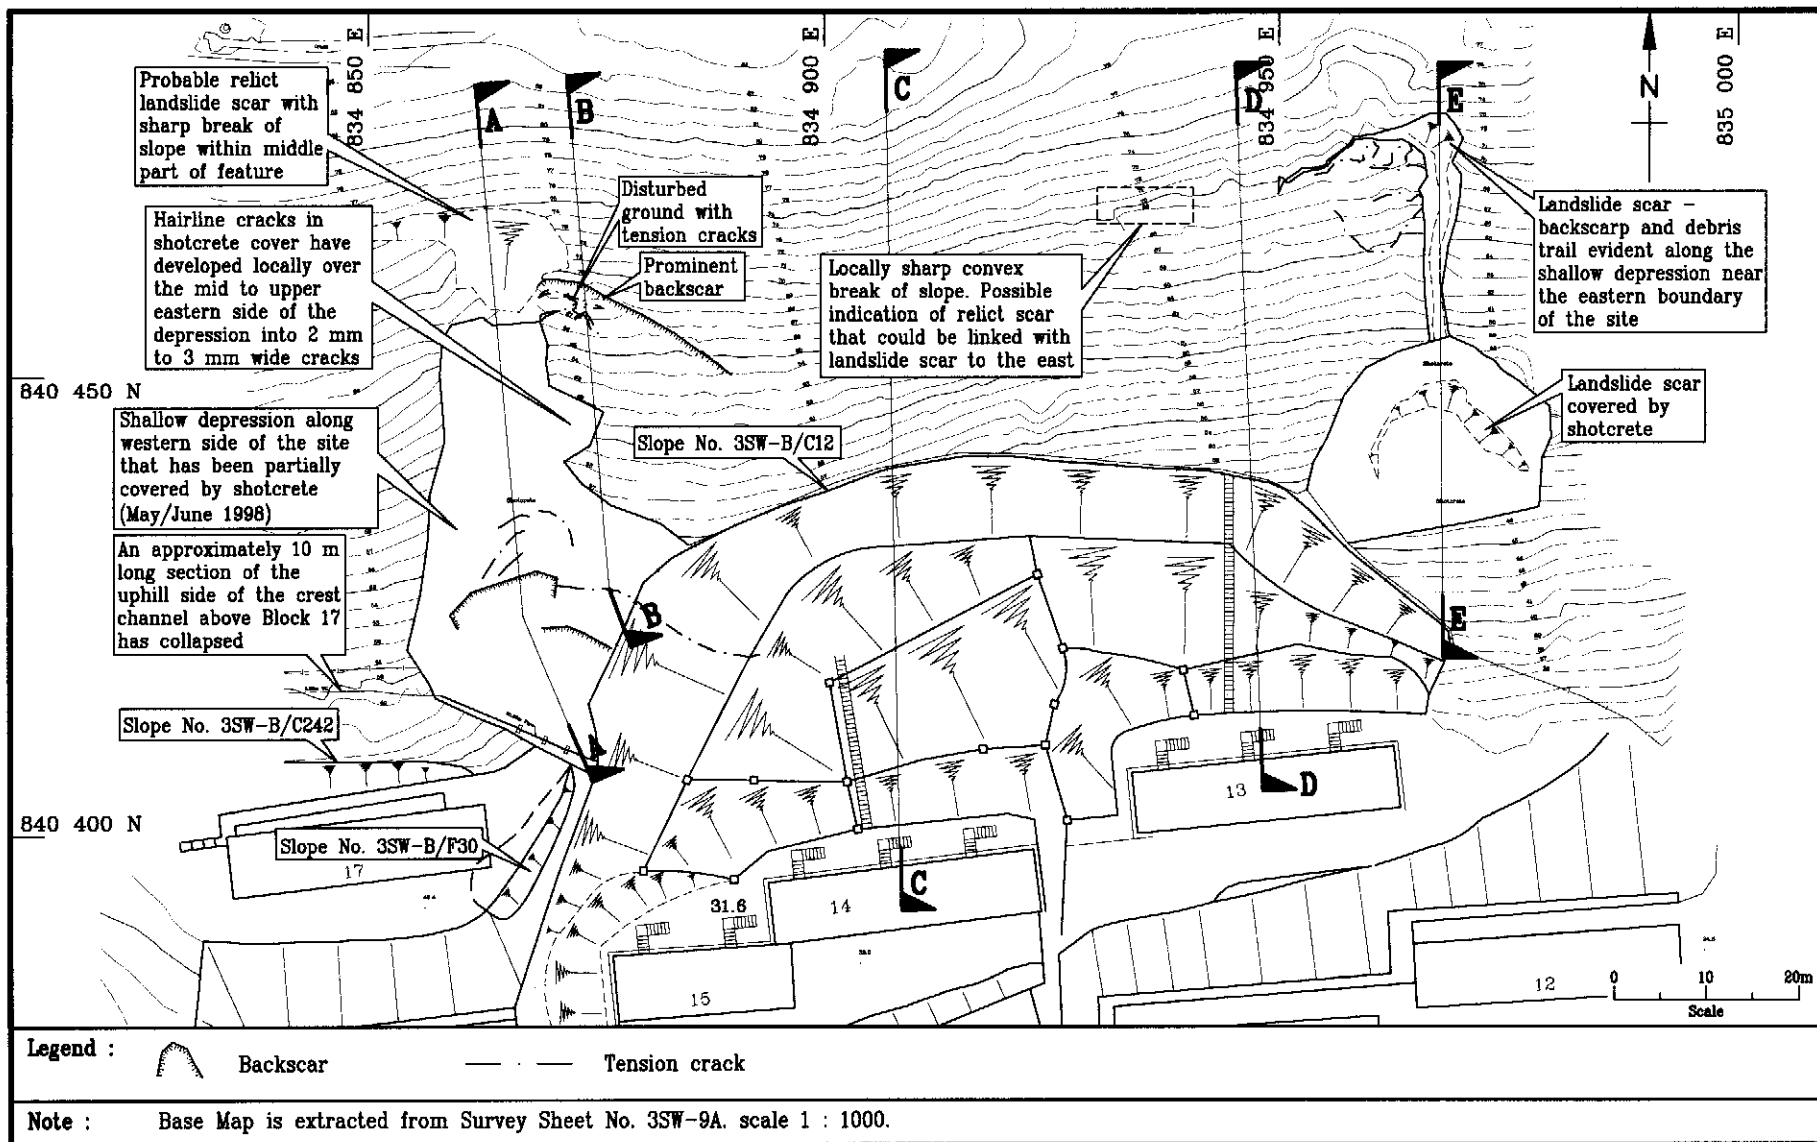 834 850 E
834 900 E
834 950 E
835 000 E
N
A
B
C
D
E
Probable relict
landslide scar with
sharp break of
slope within middle
part of feature
Disturbed
ground with
tension cracks
Prominent
backscar
Hairline cracks in
shotcrete cover have
developed locally over
the mid to upper
eastern side of the
depression into 2 mm
to 3 mm wide cracks
Locally sharp convex
break of slope. Possible
indication of relict scar
that could be linked with
landslide scar to the east
Landslide scar -
backscarp and debris
trail evident along the
shallow depression near
the eastern boundary
of the site
840 450 N
Shallow depression along
western side of the site
that has been partially
covered by shotcrete
(May/June 1998)
Slope No. 3SW-B/C12
Landslide scar
covered by
shotcrete
Shotcrete
Shotcrete
Shotcrete
An approximately 10 m
long section of the
uphill side of the crest
channel above Block 17
has collapsed
B
E
Slope No. 3SW-B/C242
A
13
D
840 400 N
Slope No. 3SW-B/F30
17
C
31.6
14
15
12
0 10 20m
Scale
Legend :
Backscar
Tension crack
Note : Base Map is extracted from Survey Sheet No. 3SW-9A. scale 1 : 1000.